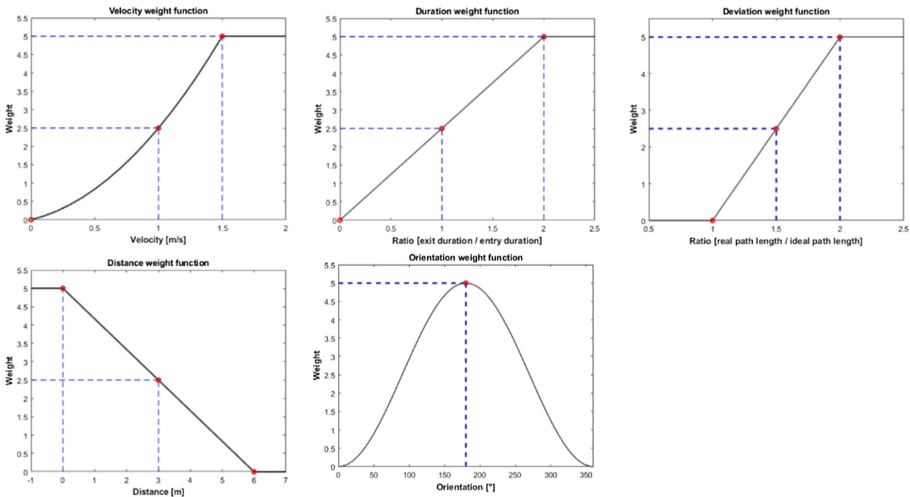 Velocity weight function
5.5
5
4.5
4
3.5
3
2.5
2
1.5
1
0.5
0
Weight
0 0.5 1 1.5 2
Velocity [m/s]
Duration weight function
5.5
5
4.5
4
3.5
3
2.5
2
1.5
1
0.5
0
Weight
0 0.5 1 1.5 2 2.5
Ratio [exit duration / entry duration]
Deviation weight function
5
4
3
2
1
0
Weight
0.5 1 1.5 2 2.5
Ratio [real path length / ideal path length]
Distance weight function
5.5
5
4.5
4
3.5
3
2.5
2
1.5
1
0.5
0
Weight
-1 0 1 2 3 4 5 6 7
Distance [m]
Orientation weight function
5.5
5
4.5
4
3.5
3
2.5
2
1.5
1
0.5
0
Weight
0 50 100 150 200 250 300 350
Orientation [°]